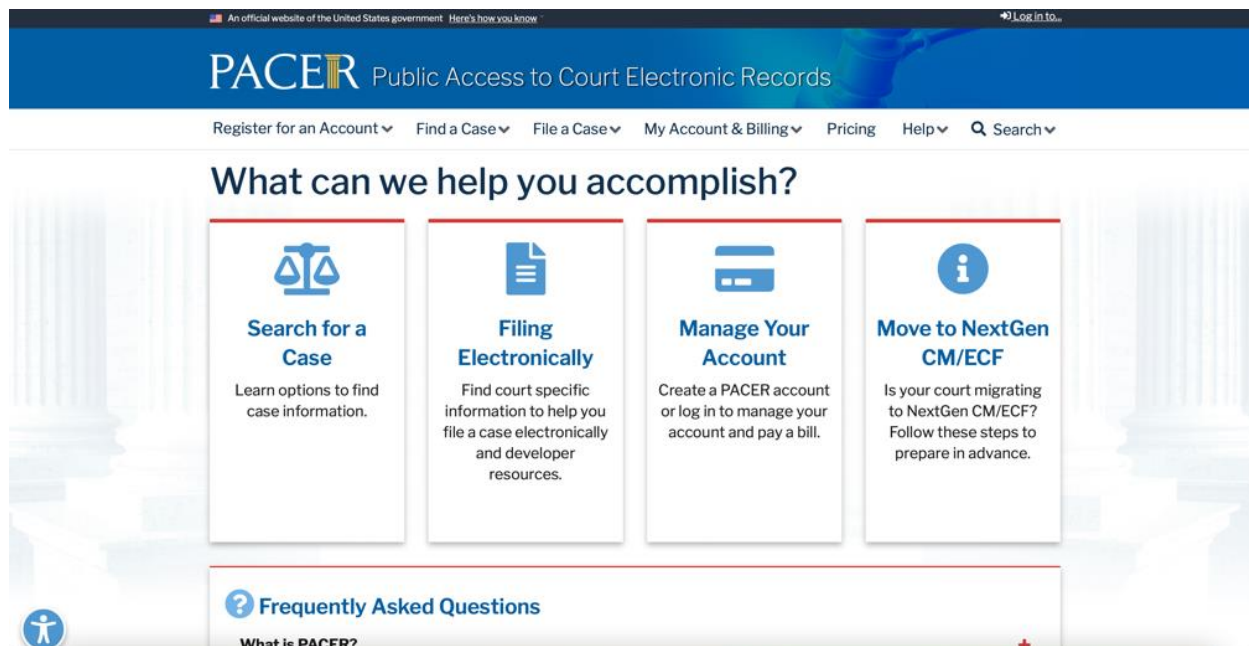 An official website of the United States government Here's how you know
Log in to...
PACER Public Access to Court Electronic Records
Register for an Account Find a Case File a Case My Account & Billing Pricing Help Search
What can we help you accomplish?
Search for a
Case
Learn options to find
case information.
Filing
Electronically
Find court specific
information to help you
file a case electronically
and developer
resources.
Manage Your
Account
Create a PACER account
or log in to manage your
account and pay a bill.
Move to NextGen
CM/ECF
Is your court migrating
to NextGen CM/ECF?
Follow these steps to
prepare in advance.
Frequently Asked Questions
What is PACER?